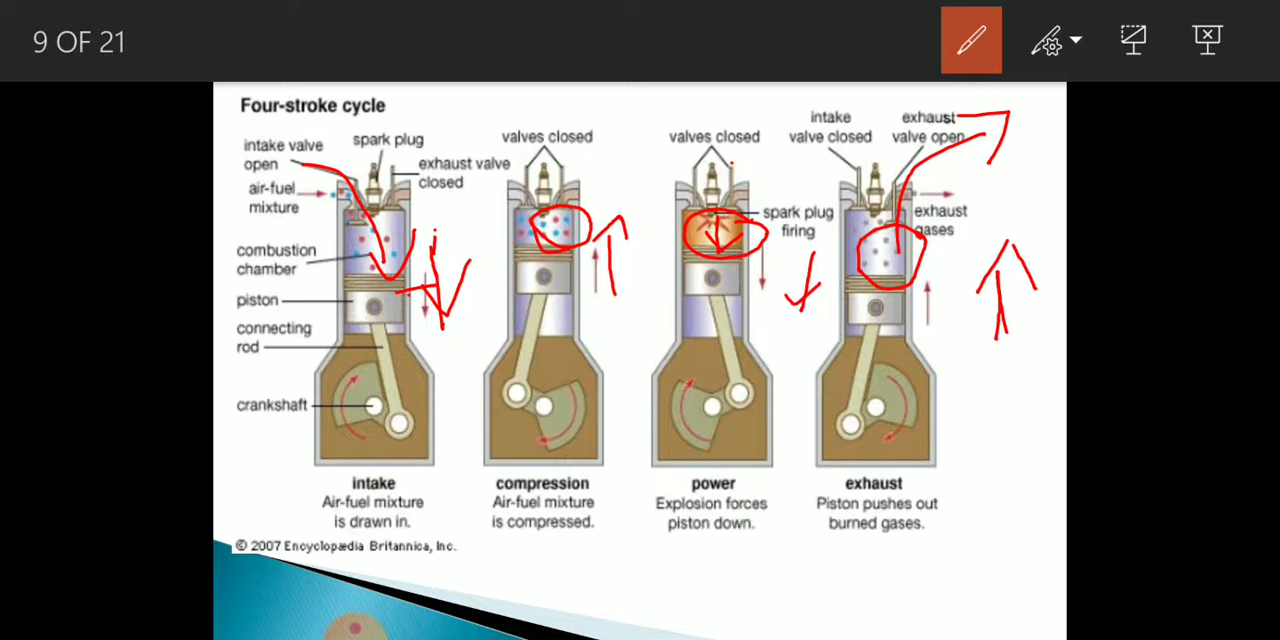 9 OF 21
Four-stroke cycle
intake valve
open
spark plug
exhaust valve
closed
air-fuel
mixture
combustion
chamber
piston
connecting
rod
crankshaft
valves closed
valves closed
spark plug
firing
intake
valve closed
exhaust
valve open
exhaust
gases
intake
Air-fuel mixture
is drawn in.
compression
Air-fuel mixture
is compressed.
power
Explosion forces
piston down.
exhaust
Piston pushes out
burned gases.
© 2007 Encyclopædia Britannica, Inc.